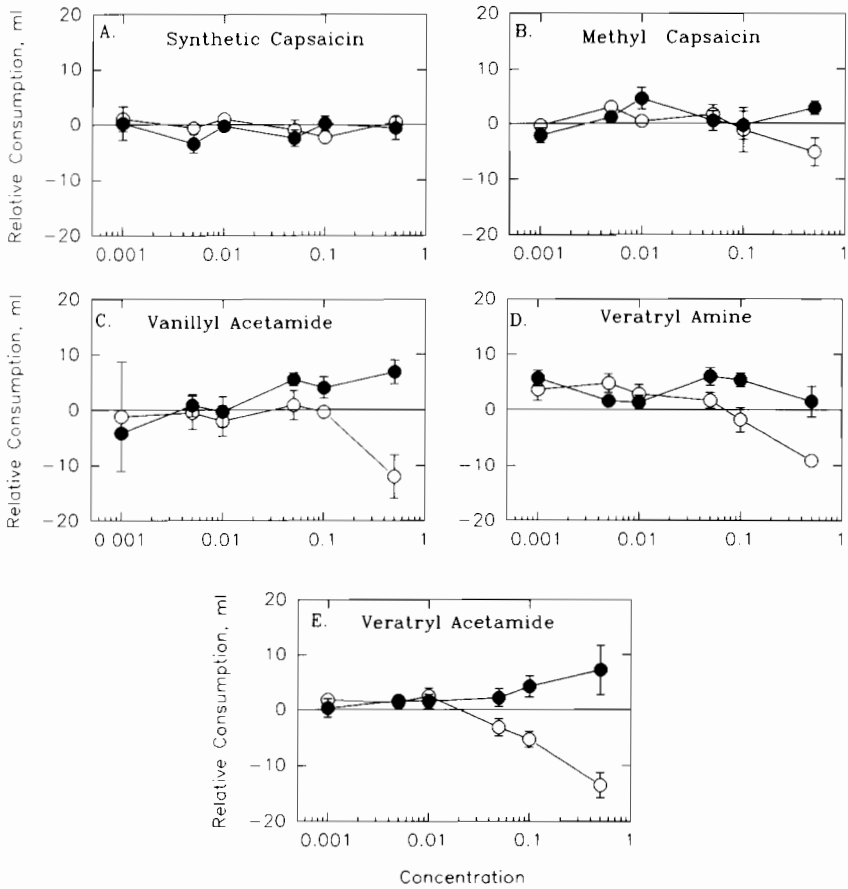 A. Synthetic Capsaicin
20
10
0
-10
-20
0.001 0.01 0.1 1
Relative Consumption, ml
B. Methyl Capsaicin
20
10
0
-10
-20
0.001 0.01 0.1 1
C. Vanillyl Acetamide
20
10
0
-10
-20
0 001 0.01 0.1 1
Relative Consumption, ml
D. Veratryl Amine
20
10
0
-10
-20
0.001 0.01 0.1 1
E. Veratryl Acetamide
20
10
0
-10
-20
0.001 0.01 0.1 1
Relative Consumption, ml
Concentration